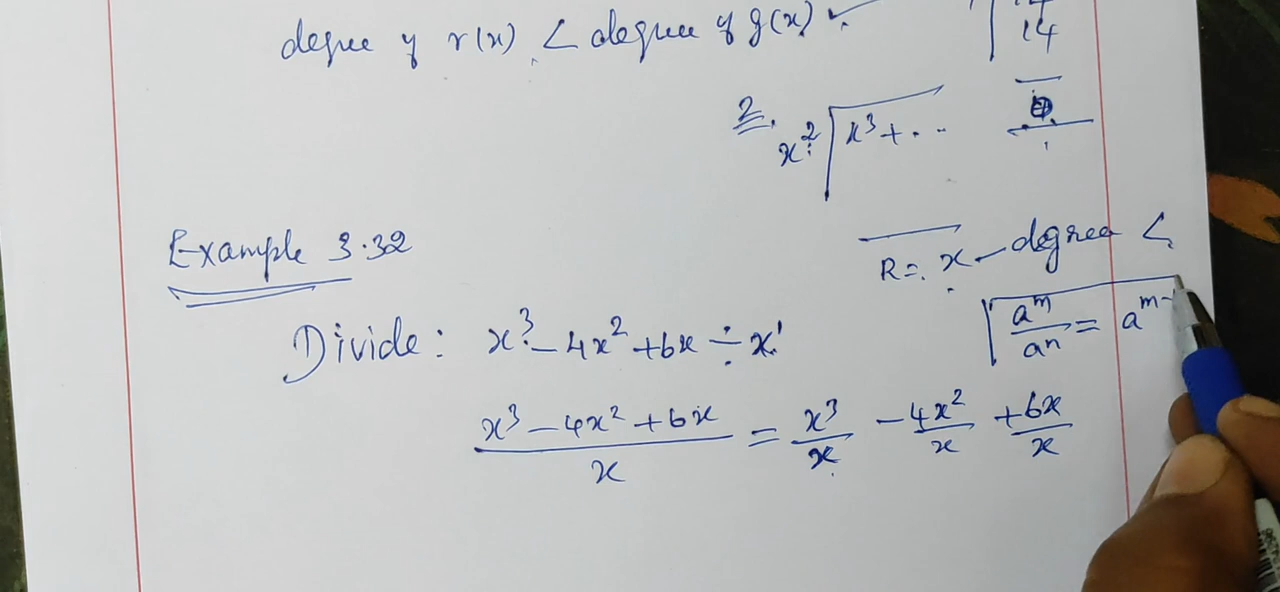 degree of r(x) < degree of g(x) ✓
14
2. x² | x³ + ...
Example 3.32
R = x — degree <
Divide : x³ - 4x² + 6x ÷ x¹
aᵐ/aⁿ = aᵐ⁻
(x³ - 4x² + 6x)/x = x³/x - 4x²/x + 6x/x